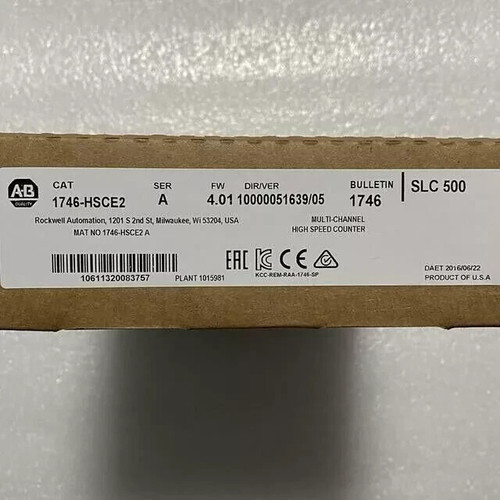 A-B
QUALITY
CAT SER FW DIR/VER BULLETIN SLC 500
1746-HSCE2 A 4.01 10000051639/05 1746
Rockwell Automation, 1201 S 2nd St, Milwaukee, Wi 53204, USA
MULTI-CHANNEL
MAT NO 1746-HSCE2 A
HIGH SPEED COUNTER
EAC CE
KCC-REM-RAA-1746-SP
10611320083757
PLANT 1015981
DAET 2016/06/22
PRODUCT OF U.S.A